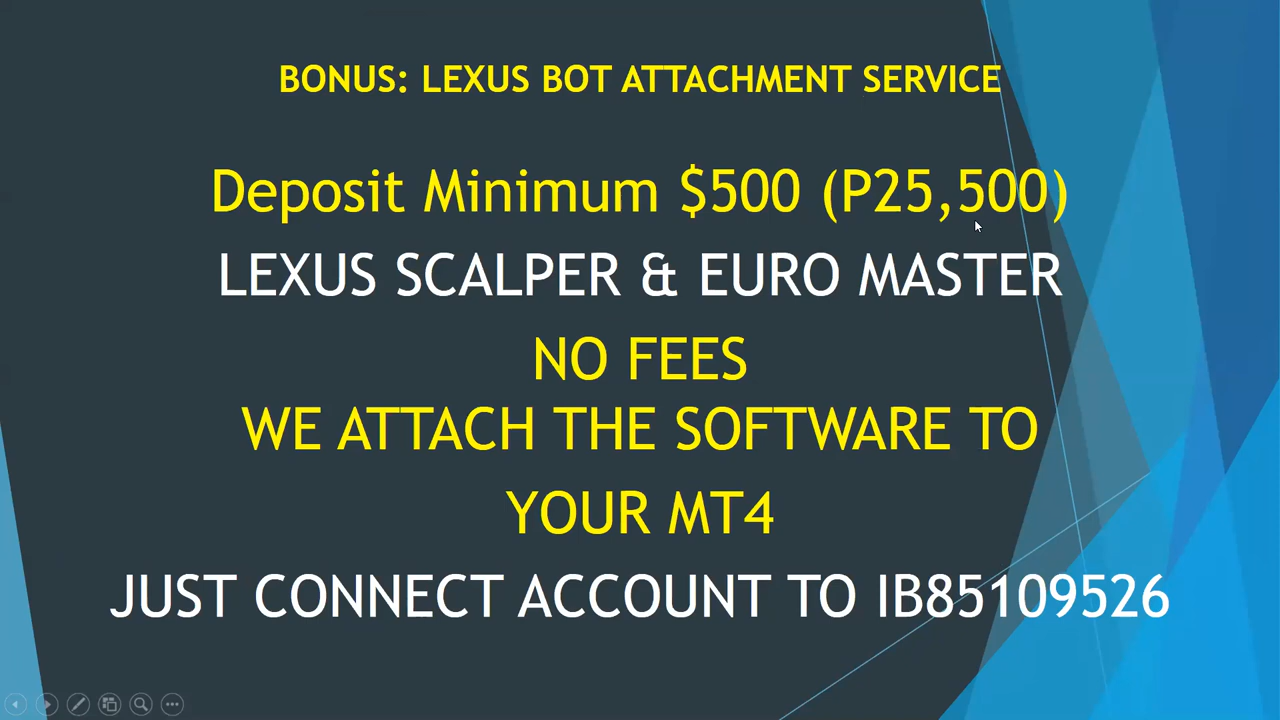 BONUS: LEXUS BOT ATTACHMENT SERVICE
Deposit Minimum $500 (P25,500)
LEXUS SCALPER & EURO MASTER
NO FEES
WE ATTACH THE SOFTWARE TO
YOUR MT4
JUST CONNECT ACCOUNT TO IB85109526